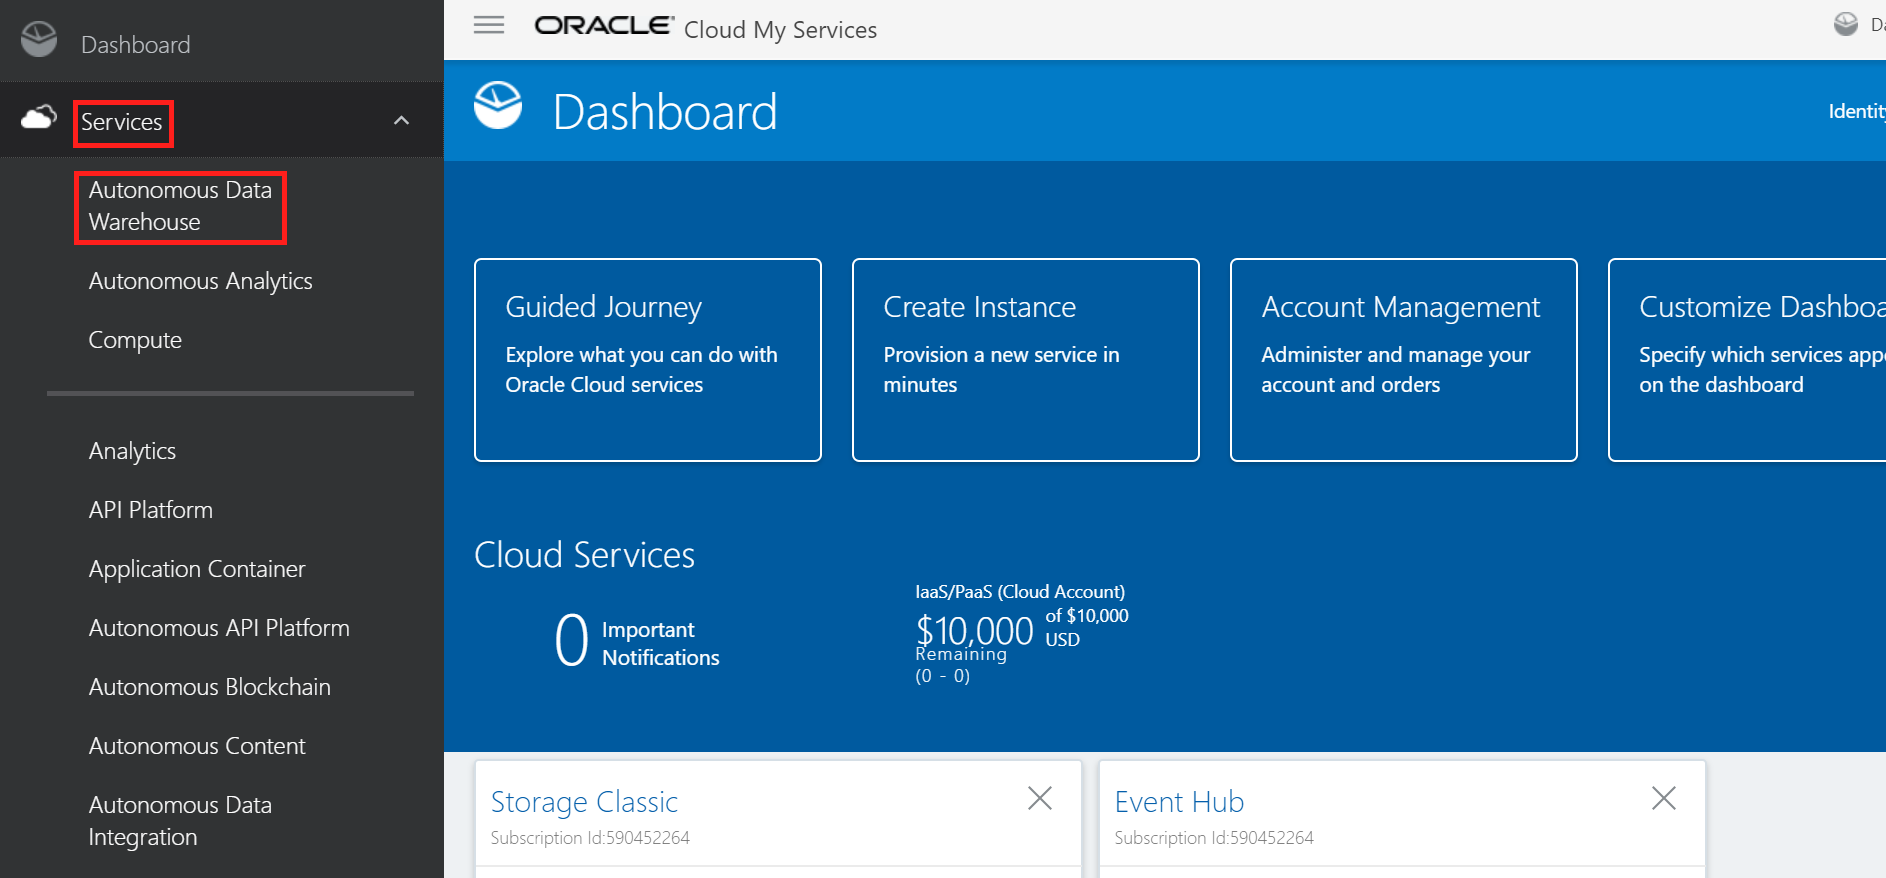 Dashboard
Services
Autonomous Data
Warehouse
Autonomous Analytics
Compute
Analytics
API Platform
Application Container
Autonomous API Platform
Autonomous Blockchain
Autonomous Content
Autonomous Data
Integration
ORACLE Cloud My Services
Da
Dashboard
Identity
Guided Journey
Explore what you can do with
Oracle Cloud services
Create Instance
Provision a new service in
minutes
Account Management
Administer and manage your
account and orders
Customize Dashboa
Specify which services appe
on the dashboard
Cloud Services
0 Important
Notifications
IaaS/PaaS (Cloud Account)
$10,000 of $10,000
USD
Remaining
(0 - 0)
Storage Classic
Subscription Id:590452264
Event Hub
Subscription Id:590452264